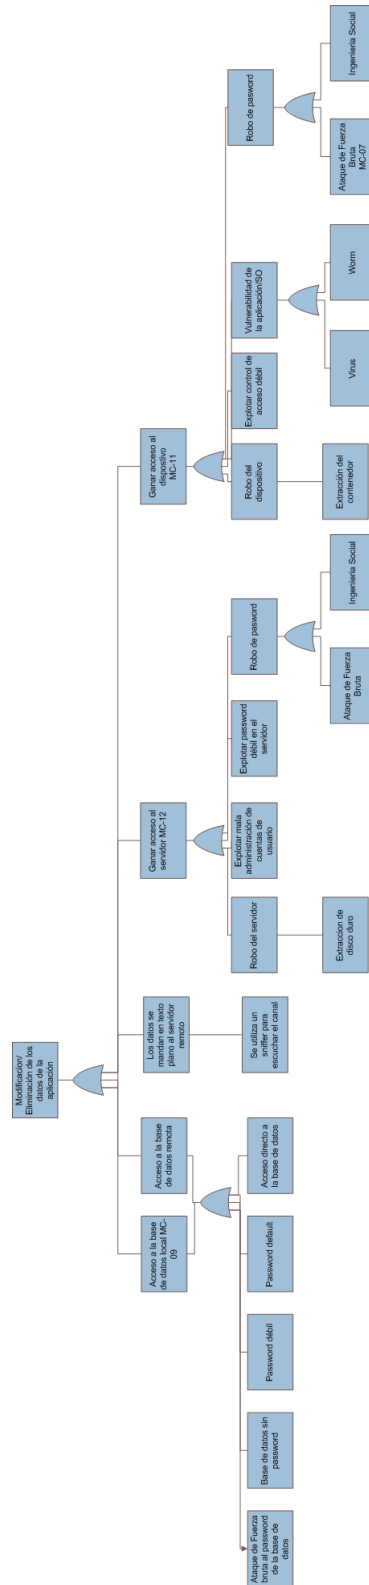 Modificacion/
Eliminación de los
datos de la
aplicación
Acceso a la base
de datos local MC-
09
Acceso a la base
de datos remota
Los datos se
mandan en texto
plano al servidor
remoto
Ganar acceso al
servidor MC-12
Ganar acceso al
dispostivo
MC-11
Ataque de Fuerza
bruta al password
de la base de
datos
Base de datos sin
password
Password débil
Password default
Acceso directo a
la base de datos
Se utiliza un
sniffer para
escuchar el canal
Robo del servidor
Explotar mala
administración de
cuentas de
usuario
Explotar password
débil en el
servidor
Robo de pasword
Robo del
dispositivo
Explotar control de
acceso débil
Vulnerabilidad de
la aplicación/SO
Robo de pasword
Extraccion de
disco duro
Ataque de Fuerza
Bruta
Ingeniería Social
Extracción del
contenedor
Virus
Worm
Ataque de Fuerza
Bruta
MC-07
Ingeniería Social